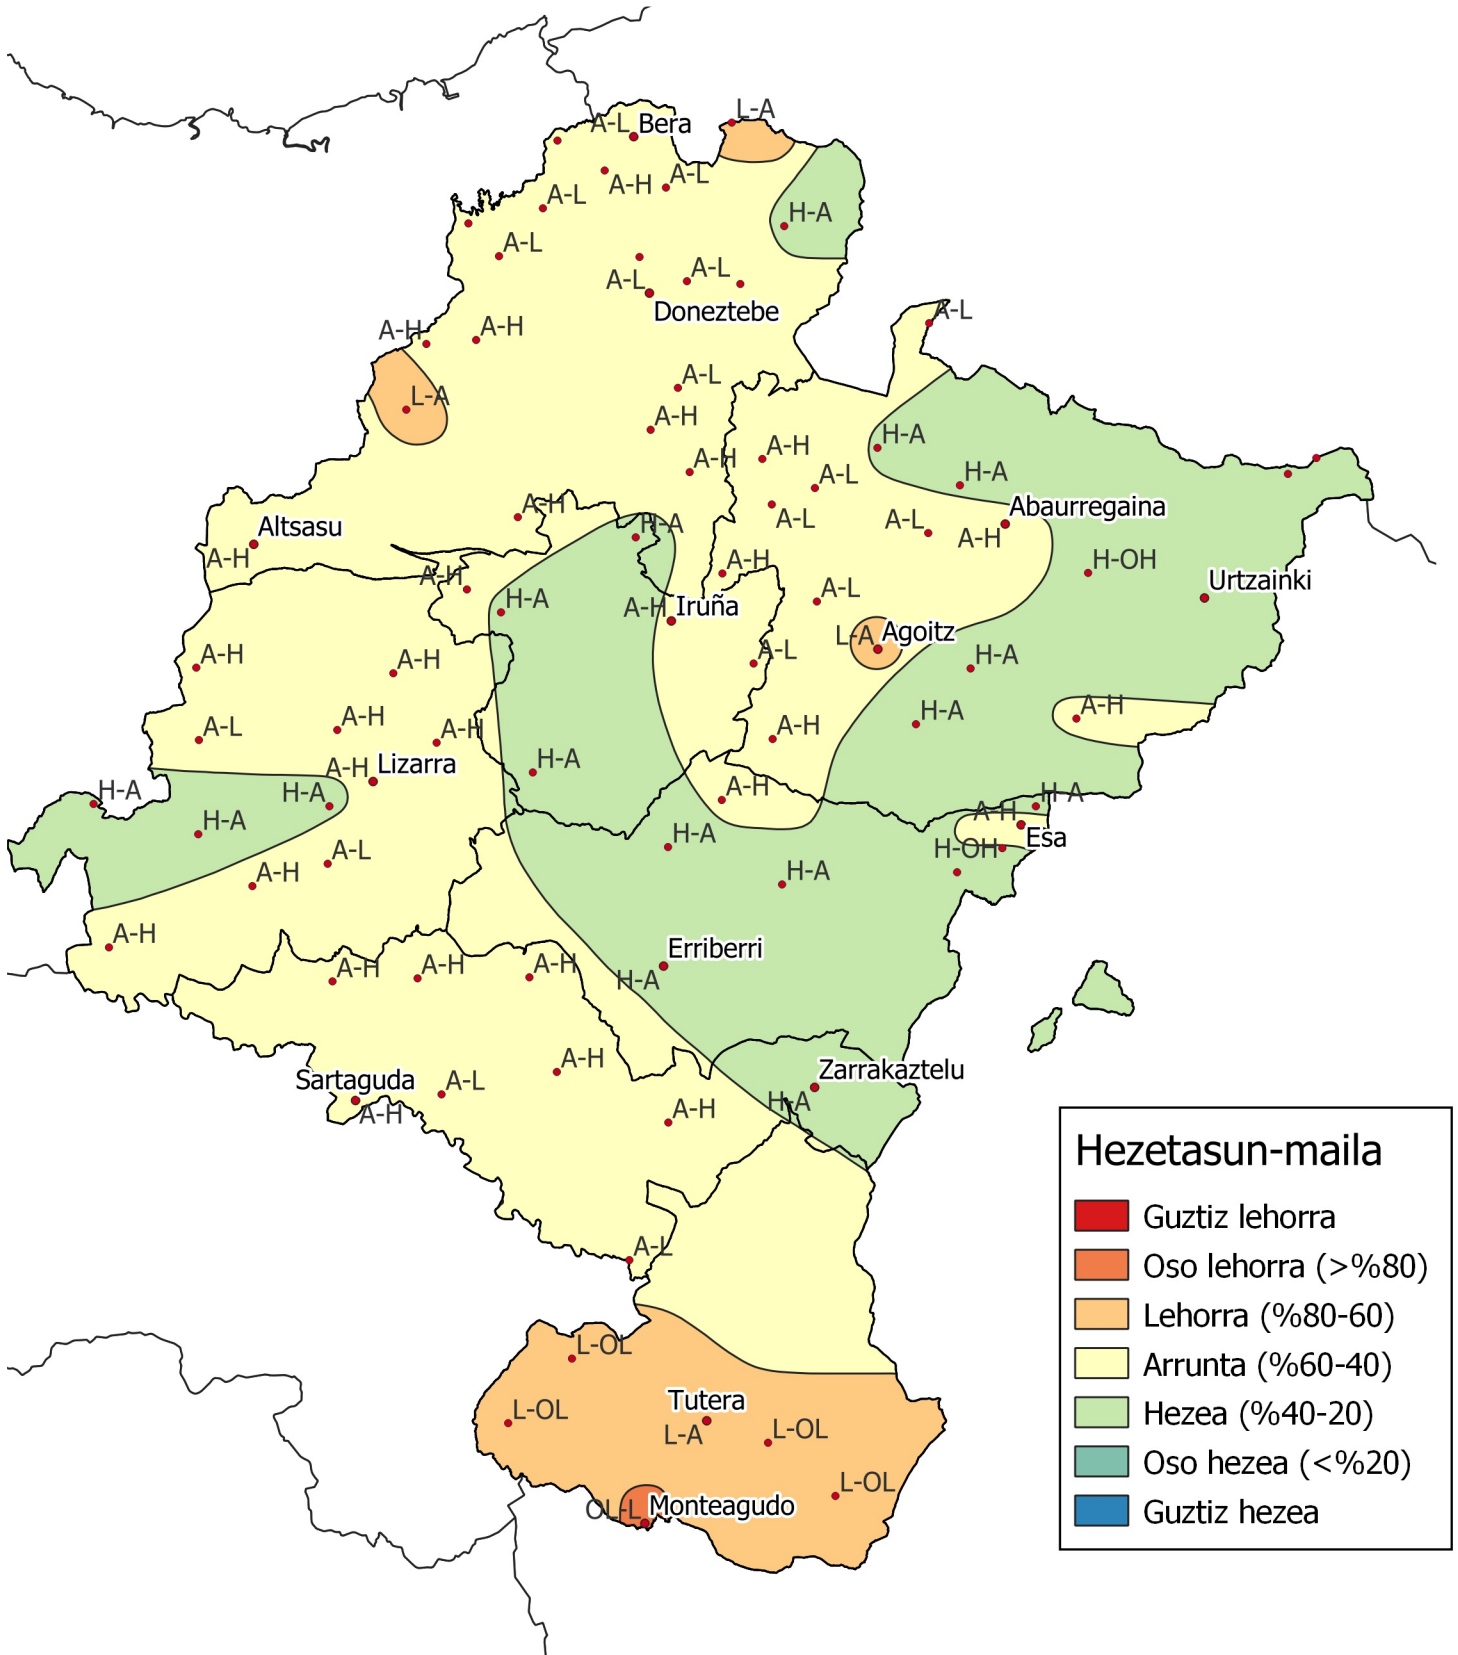 L-A
A-L Bera
A-H
A-L
A-L
H-A
A-L
A-L
A-L
Doneztebe
A-L
A-H
A-H
A-L
L-A
A-H
H-A
A-H
A-H
H-A
A-L
A-H
Abaurregaina
A-L
A-L
A-H
H-A
Altsasu
A-H
A-H
H-OH
A-H
Urtzainki
A-L
H-A
A-H Iruña
L-A Agoitz
A-H
A-H
A-L
H-A
A-H
H-A
A-L
A-H
A-H
A-H
H-A
A-H Lizarra
H-A
H-A
A-H
H-A
A-H
H-A
H-A
Esa
A-L
H-OH
A-H
H-A
A-H
Erriberri
A-H
A-H
A-H
H-A
A-H
Zarrakaztelu
Sartaguda
A-L
A-H
A-H
H-A
Hezetasun-maila
Guztiz lehorra
Oso lehorra (>%80)
Lehorra (%80-60)
Arrunta (%60-40)
Hezea (%40-20)
Oso hezea (<%20)
Guztiz hezea
A-L
L-OL
Tutera
L-OL
L-A
L-OL
L-OL
OL-L Monteagudo